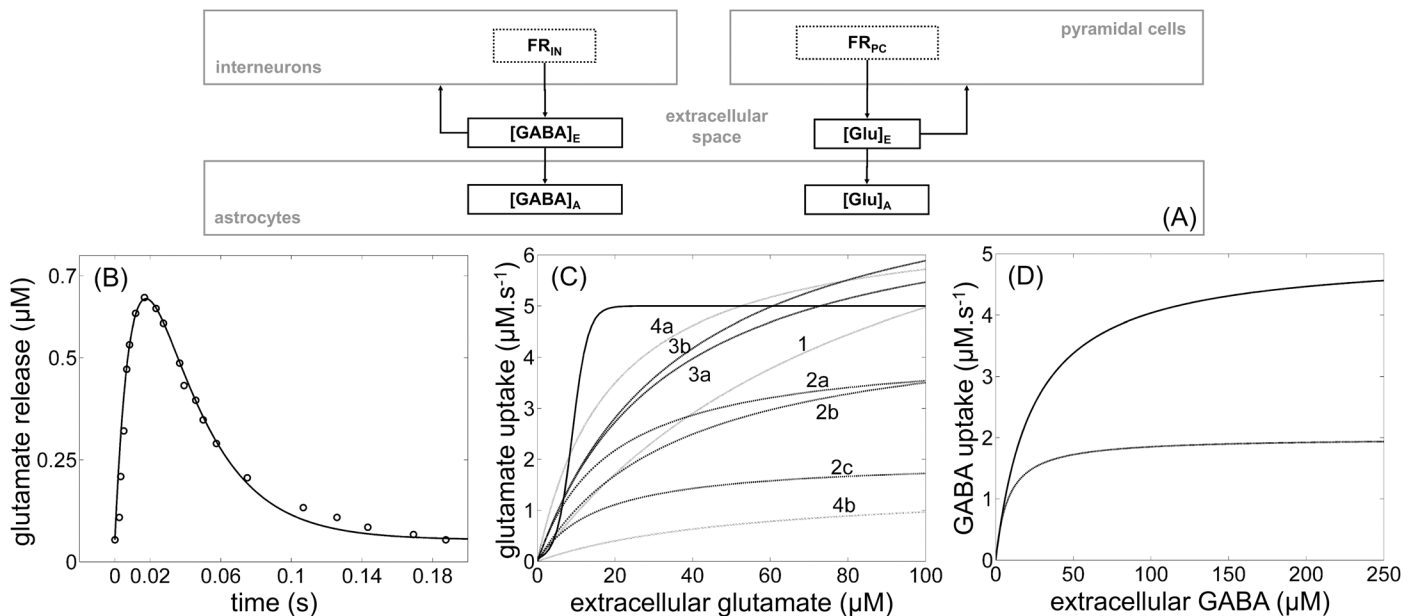 FR_IN
FR_PC
pyramidal cells
interneurons
extracellular
space
[GABA]_E
[Glu]_E
[GABA]_A
[Glu]_A
astrocytes
(A)
(B)
glutamate release (µM)
0.7
0.5
0.25
0
0 0.02 0.06 0.1 0.14 0.18
time (s)
(C)
glutamate uptake (µM.s⁻¹)
6
5
4
3
2
1
0
4a
3b
3a
1
2a
2b
2c
4b
0 20 40 60 80 100
extracellular glutamate (µM)
(D)
GABA uptake (µM.s⁻¹)
5
4
3
2
1
0
0 50 100 150 200 250
extracellular GABA (µM)